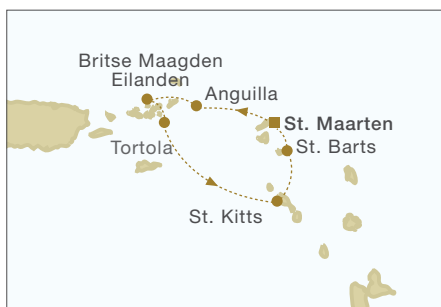 Britse Maagden
Eilanden
Anguilla
St. Maarten
St. Barts
Tortola
St. Kitts